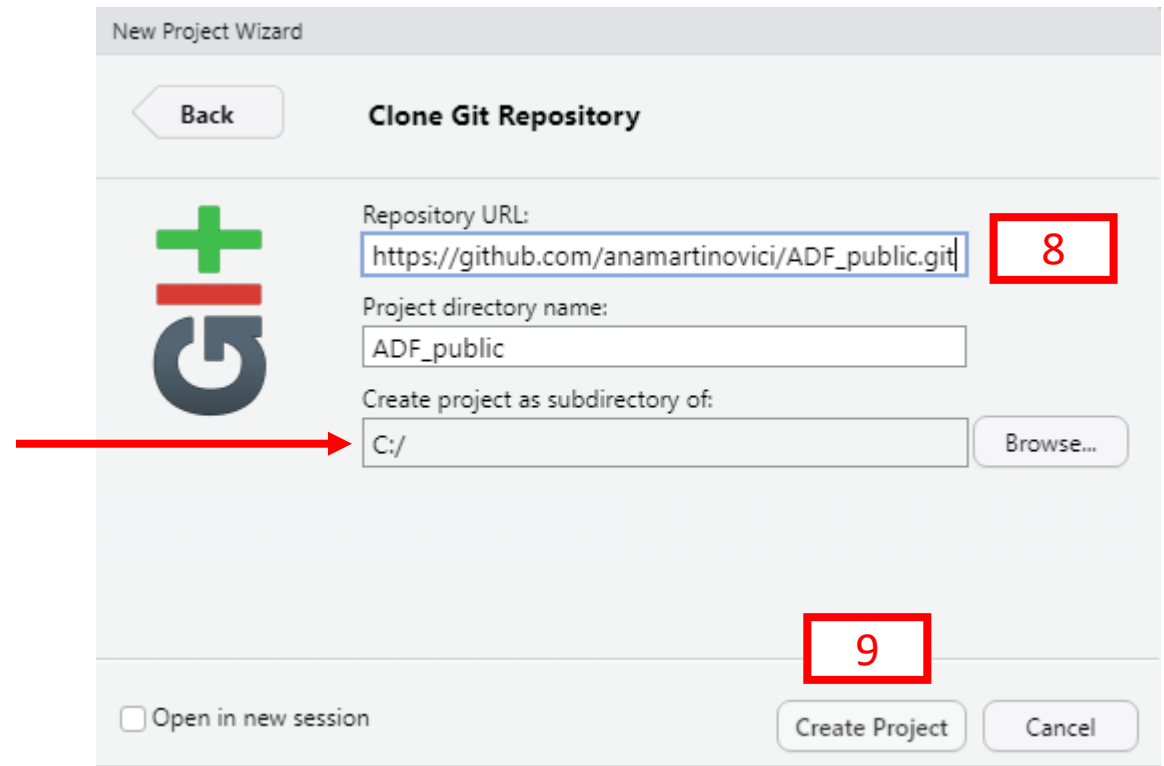 New Project Wizard
Back
Clone Git Repository
GIt
Repository URL:
https://github.com/anamartinovici/ADF_public.git
8
Project directory name:
ADF_public
Create project as subdirectory of:
C:/
Browse...
9
Open in new session
Create Project
Cancel